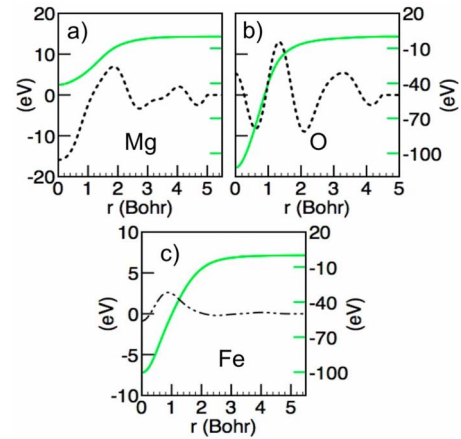 a) b)
20 20
10 -10
(eV) 0 -40 (eV)
-10 -70
Mg O
-20 -100
0 1 2 3 4 5 0 1 2 3 4 5
r (Bohr) r (Bohr)
10 c) 20
5 -10
(eV) 0 -40 (eV)
-70
-5 Fe
-100
-10
0 1 2 3 4 5
r (Bohr)